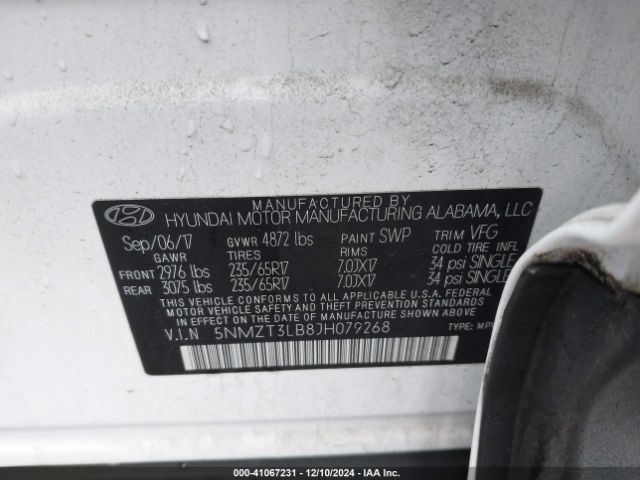 MANUFACTURED BY
HYUNDAI MOTOR MANUFACTURING ALABAMA, LLC
Sep/06/17 GVWR 4872 lbs PAINT SWP TRIM VFG
GAWR TIRES RIMS COLD TIRE INFL
FRONT 2976 lbs 235/65R17 7.0JX17 34 psi SINGLE
REAR 3075 lbs 235/65R17 7.0JX17 34 psi SINGLE
THIS VEHICLE CONFORMS TO ALL APPLICABLE U.S.A. FEDERAL
MOTOR VEHICLE SAFETY, BUMPER, AND THEFT PREVENTION
STANDARDS IN EFFECT ON THE DATE OF MANUFACTURE
SHOWN ABOVE.
V.I.N 5NMZT3LB8JH079268 TYPE: MPV
000-41067231 - 12/10/2024 - IAA Inc.